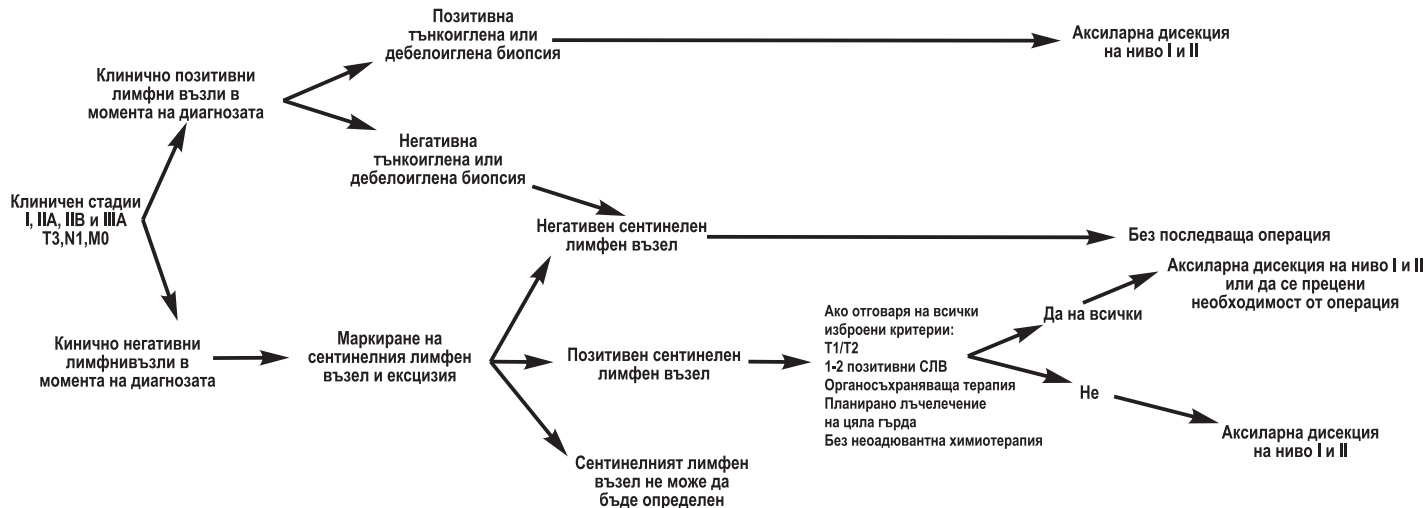 Позитивна
тънкоиглена или
дебелоиглена биопсия
Аксиларна дисекция
на ниво I и II
Клинично позитивни
лимфни възли в
момента на диагнозата
Негативна
тънкоиглена или
дебелоиглена биопсия
Клиничен стадии
I, IIA, IIB и IIIA
T3,N1,M0
Негативен сентинелен
лимфен възел
Без последваща операция
Аксиларна дисекция на ниво I и II
или да се прецени
необходимост от операция
Ако отговаря на всички
изброени критерии:
T1/T2
1-2 позитивни СЛВ
Органосъхраняваща терапия
Планирано лъчелечение
на цяла гърда
Без неоадювантна химиотерапия
Да на всички
Кинично негативни
лимфнивъзли в
момента на диагнозата
Маркиране на
сентинелния лимфен
възел и ексцизия
Позитивен сентинелен
лимфен възел
Не
Аксиларна дисекция
на ниво I и II
Сентинелният лимфен
възел не може да
бъде определен